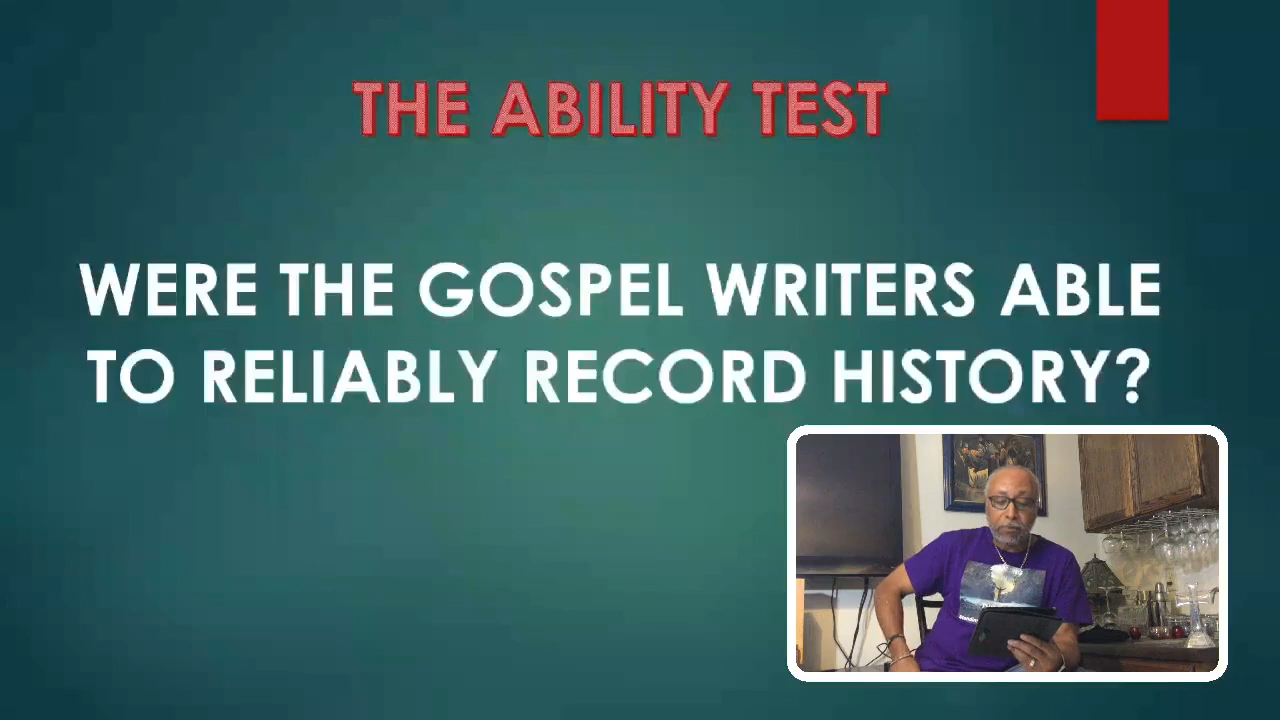 THE ABILITY TEST
WERE THE GOSPEL WRITERS ABLE
TO RELIABLY RECORD HISTORY?